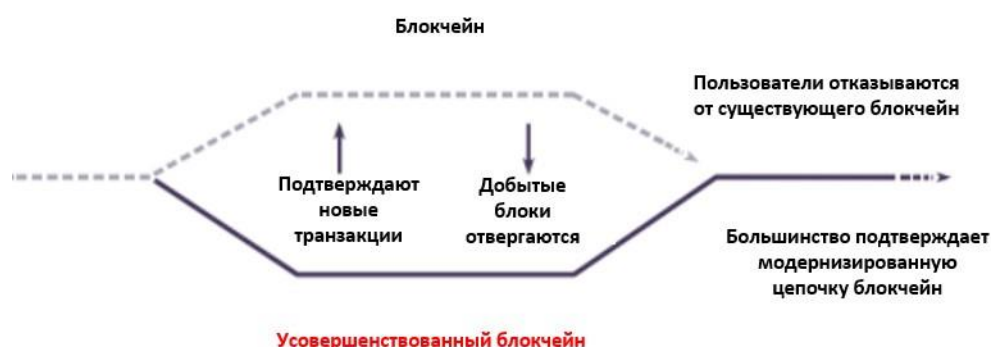 Блокчейн
Пользователи отказываются
от существующего блокчейн
Подтверждают
новые
транзакции
Добытые
блоки
отвергаются
Большинство подтверждает
модернизированную
цепочку блокчейн
Усовершенствованный блокчейн